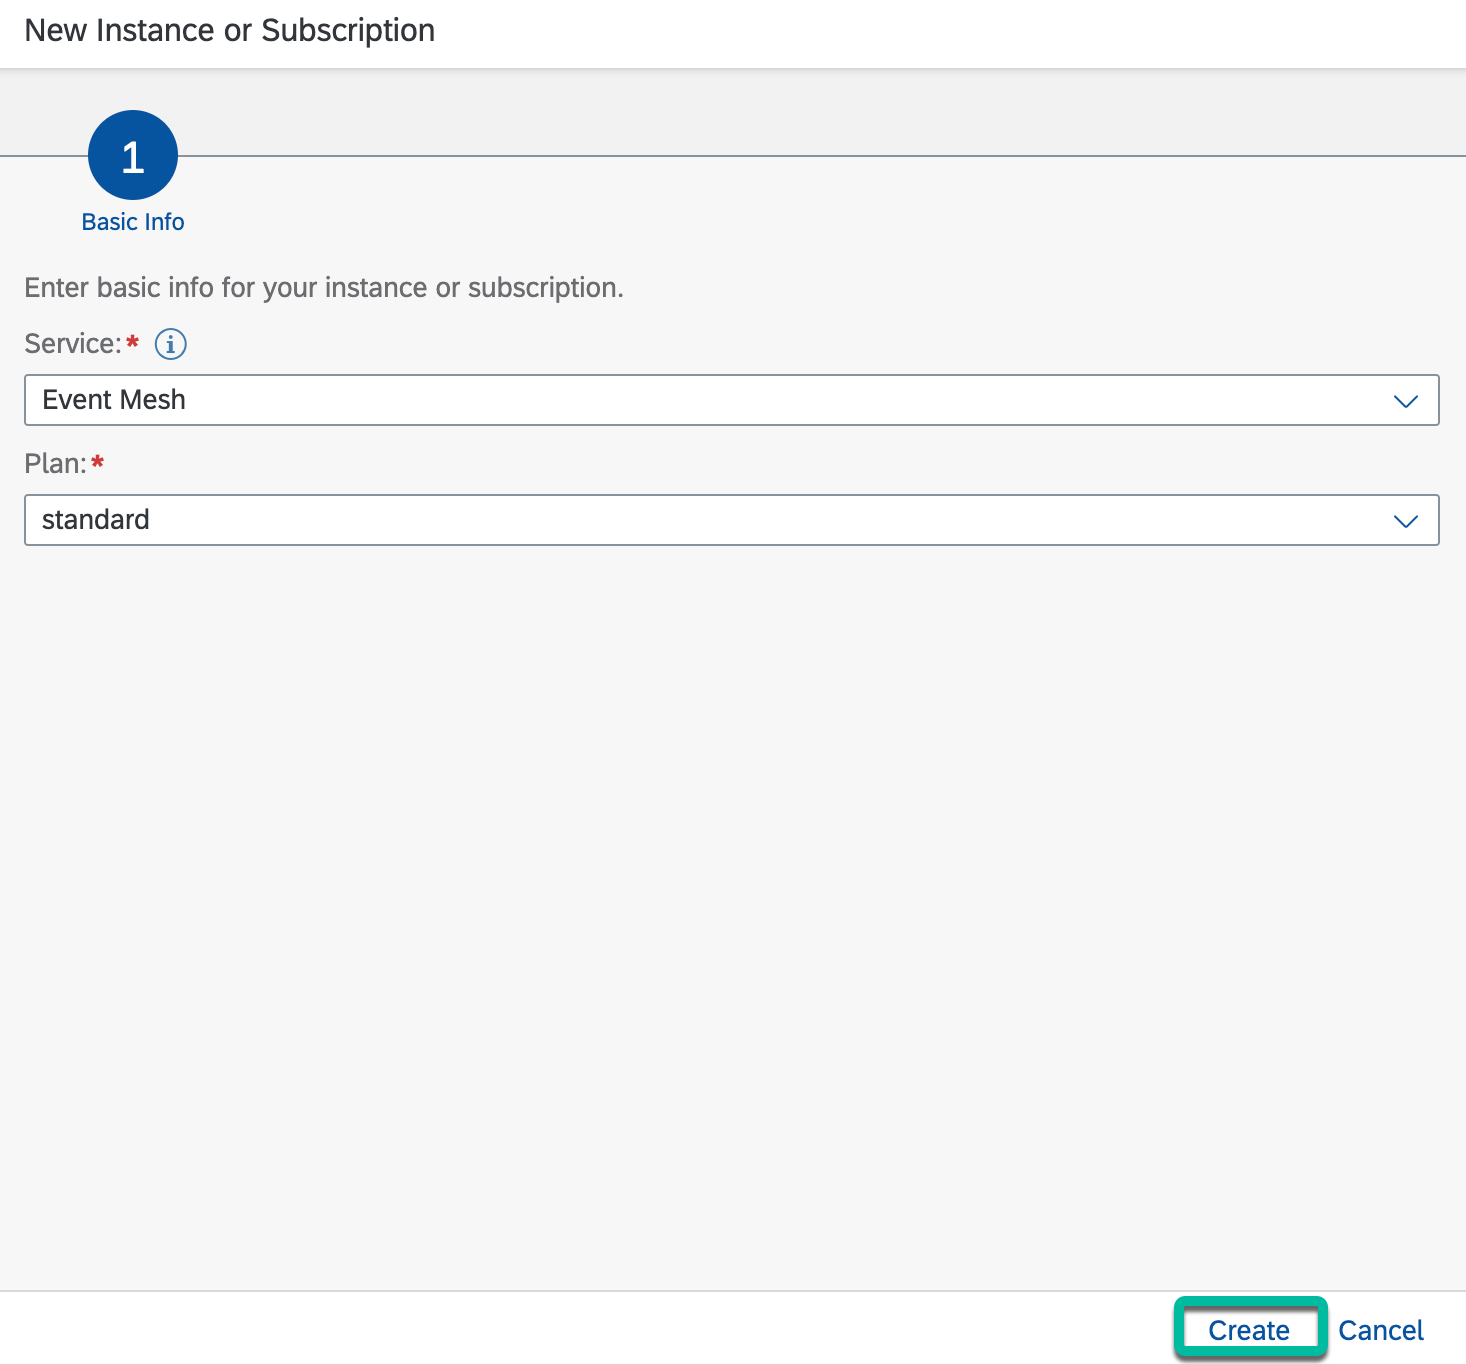 New Instance or Subscription
1
Basic Info
Enter basic info for your instance or subscription.
Service:* i
Event Mesh
Plan:*
standard
Create Cancel